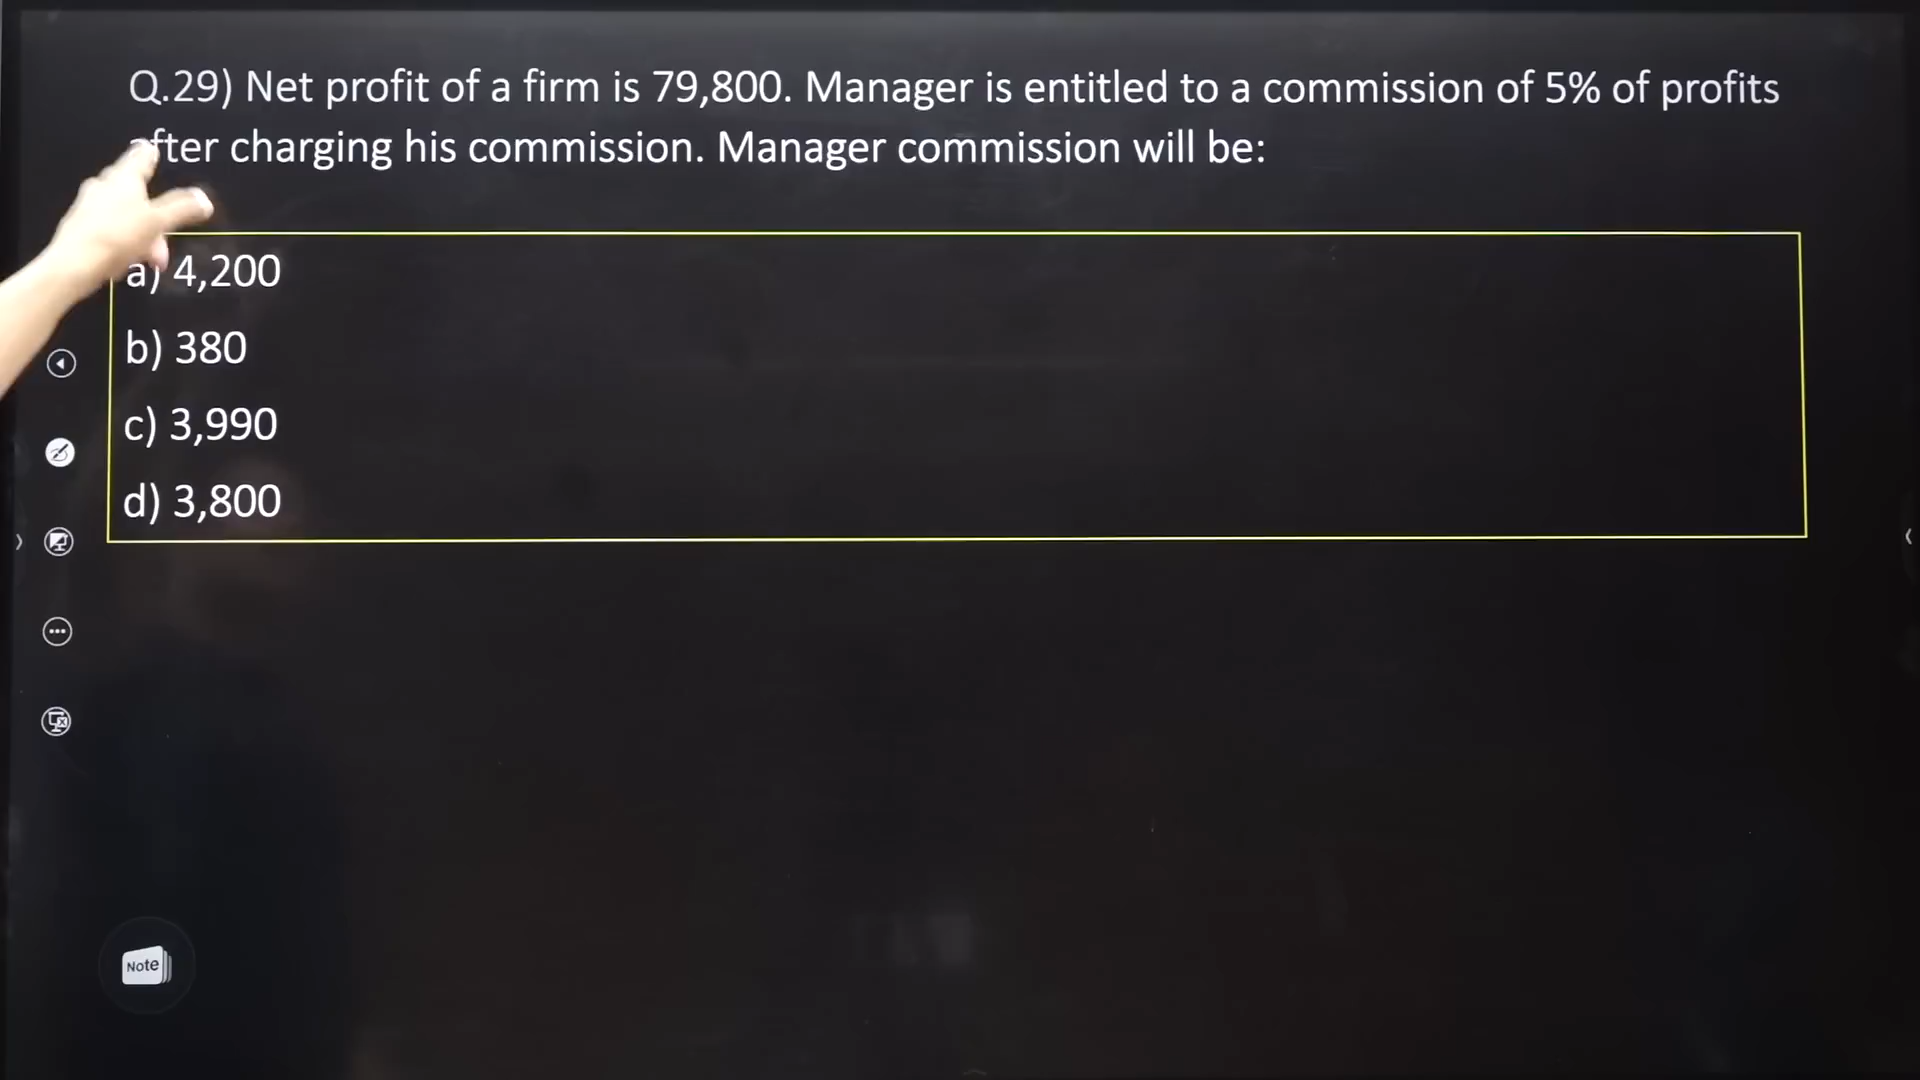 Q.29) Net profit of a firm is 79,800. Manager is entitled to a commission of 5% of profits
after charging his commission. Manager commission will be:
a) 4,200
b) 380
c) 3,990
d) 3,800
Note